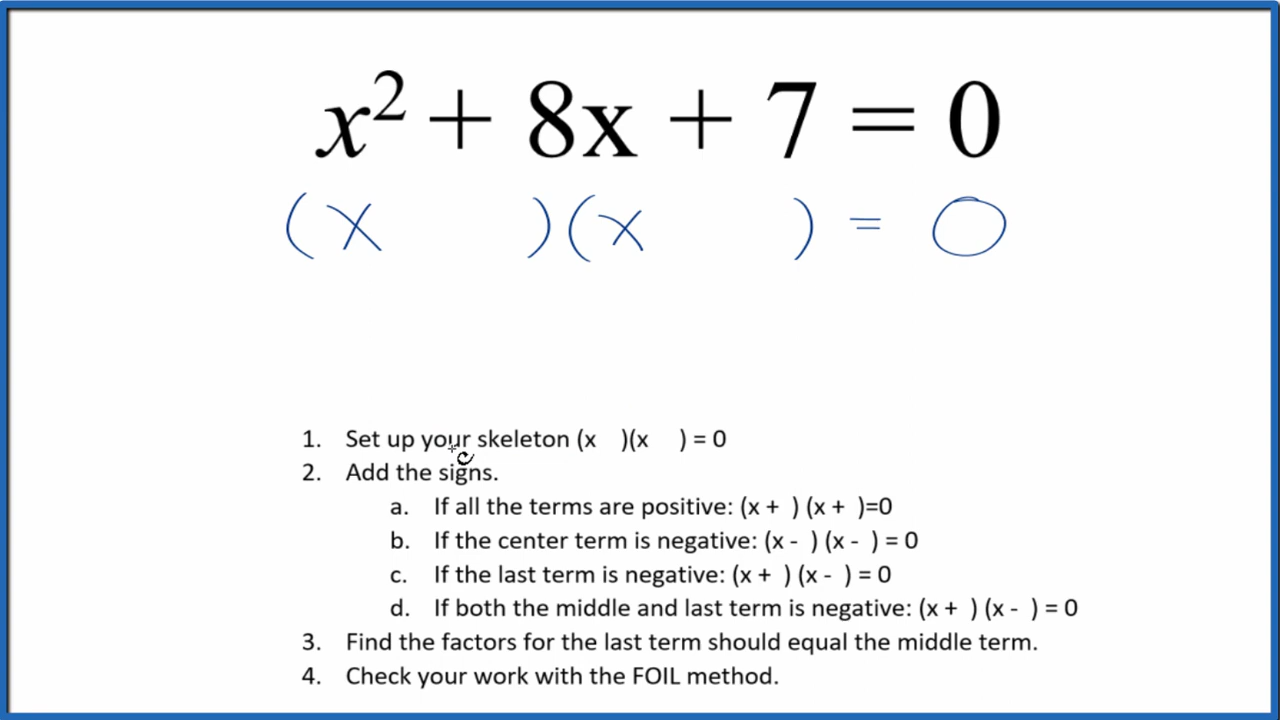 x² + 8x + 7 = 0
(x )(x ) = 0
1. Set up your skeleton (x )(x ) = 0
2. Add the signs.
a. If all the terms are positive: (x + ) (x + )=0
b. If the center term is negative: (x - ) (x - ) = 0
c. If the last term is negative: (x + ) (x - ) = 0
d. If both the middle and last term is negative: (x + ) (x - ) = 0
3. Find the factors for the last term should equal the middle term.
4. Check your work with the FOIL method.